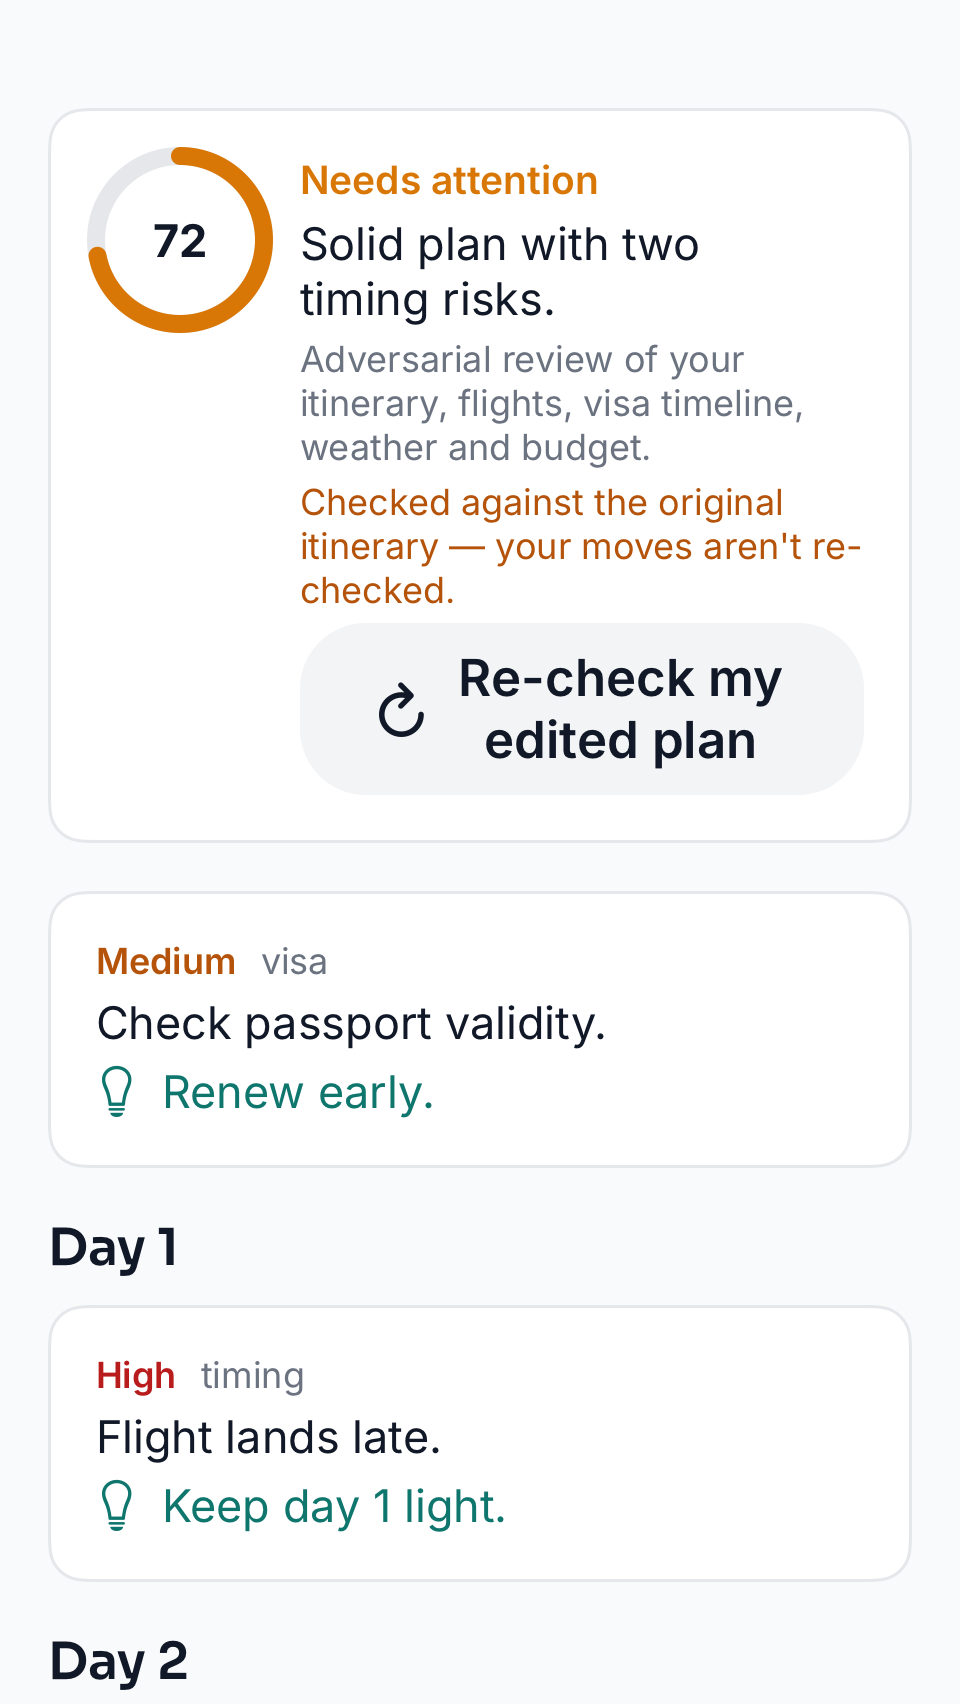 72
Needs attention
Solid plan with two
timing risks.
Adversarial review of your
itinerary, flights, visa timeline,
weather and budget.
Checked against the original
itinerary — your moves aren't re-
checked.
Re-check my
edited plan
Medium visa
Check passport validity.
Renew early.
Day 1
High timing
Flight lands late.
Keep day 1 light.
Day 2